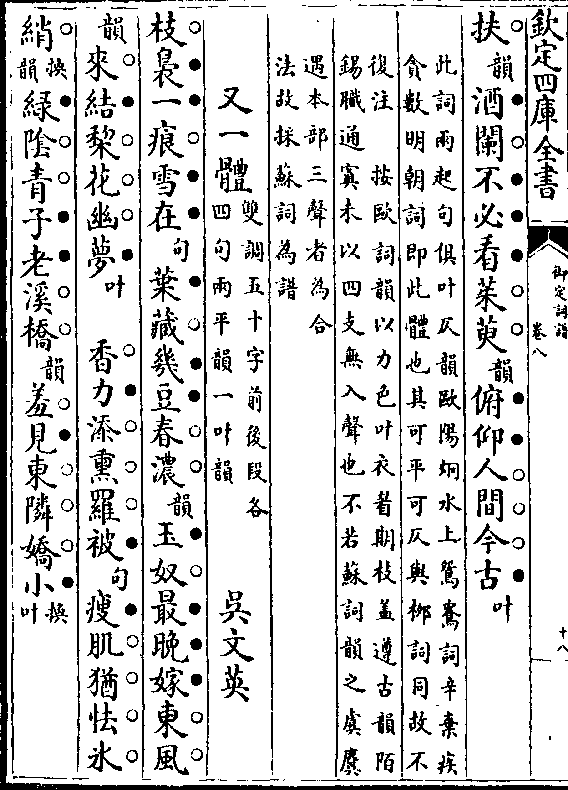 欽定四庫全書
御定詞譜
卷八
十八
扶韻酒闌不必看茱萸韻俯仰人間今古叶
此詞兩起句俱叶仄韻歐陽炯水上鴛鴦詞辛棄疾
貪數明朝詞即此體也其可平可仄與柳詞同故不
復注　按歐詞韻以力色叶衣著期枝蓋遵古韻陌
錫職通寘未以四支無入聲也不若蘇詞韻之虞麌
遇本部三聲者為合
法故採蘇詞為譜
又一體
雙調五十字前後段各
四句兩平韻一叶韻
吳文英
枝裊一痕雪在句葉藏幾豆春濃韻玉奴最晚嫁東風
韻來結棃花幽夢叶　香力添熏羅被句瘦肌猶怯冰
綃換韻綠陰青子老溪橋韻羞見東隣嬌小換叶